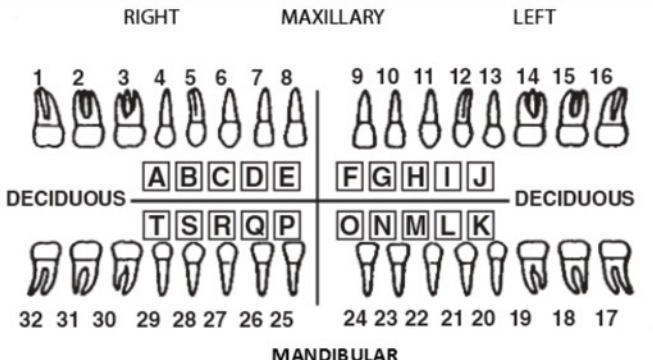 RIGHT MAXILLARY LEFT
1 2 3 4 5 6 7 8 9 10 11 12 13 14 15 16
A B C D E F G H I J
DECIDUOUS DECIDUOUS
T S R Q P O N M L K
32 31 30 29 28 27 26 25 24 23 22 21 20 19 18 17
MANDIBULAR